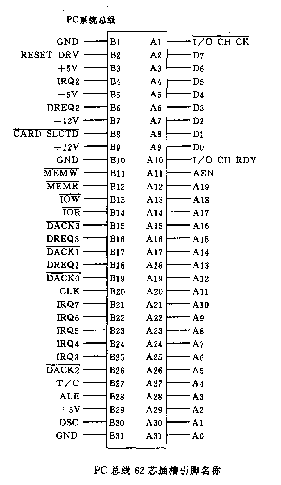 PC系统总线
GND B1 A1 I/O CH CK
RESET DRV B2 A2 D7
+5V B3 A3 D6
IRQ2 B4 A4 D5
-5V B5 A5 D4
DREQ2 B6 A6 D3
-12V B7 A7 D2
CARD SLCTD B8 A8 D1
+12V B9 A9 D0
GND B10 A10 I/O CH RDY
MEMW B11 A11 AEN
MEMR B12 A12 A19
IOW B13 A13 A18
IOR B14 A14 A17
DACK3 B15 A15 A16
DREQ3 B16 A16 A15
DACK1 B17 A17 A14
DREQ1 B18 A18 A13
DACK0 B19 A19 A12
CLK B20 A20 A11
IRQ7 B21 A21 A10
IRQ6 B22 A22 A9
IRQ5 B23 A23 A8
IRQ4 B24 A24 A7
IRQ3 B25 A25 A6
DACK2 B26 A26 A5
T/C B27 A27 A4
ALE B28 A28 A3
+5V B29 A29 A2
OSC B30 A30 A1
GND B31 A31 A0
PC 总线 62 芯插槽引脚名称